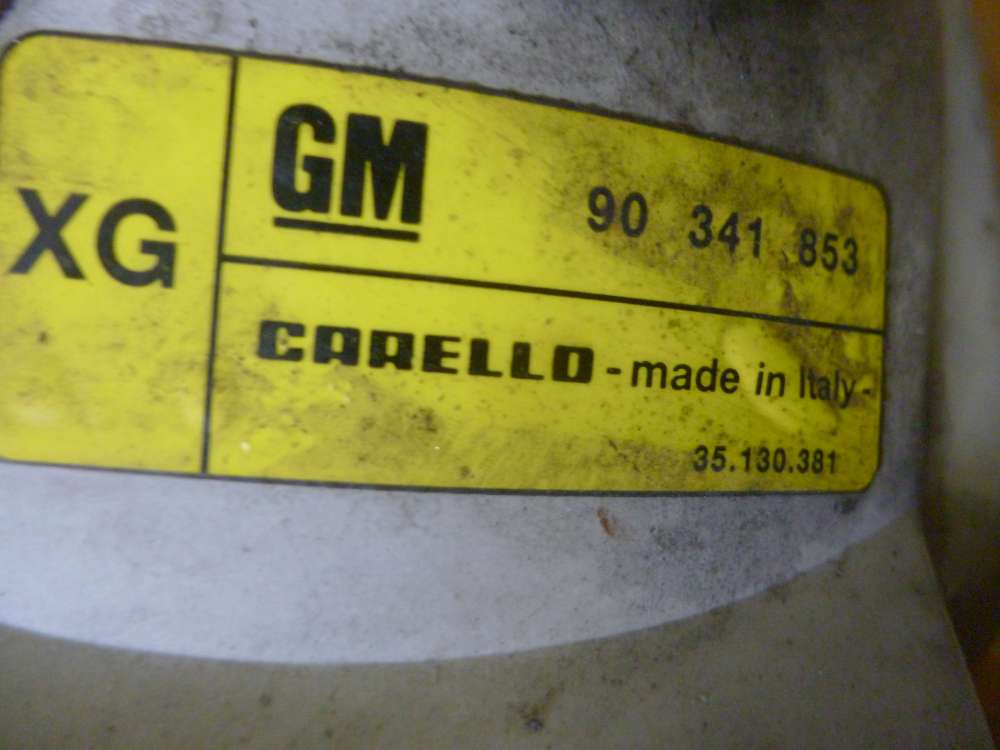 XG
GM 90 341 853
CARELLO - made in Italy -
35.130.381